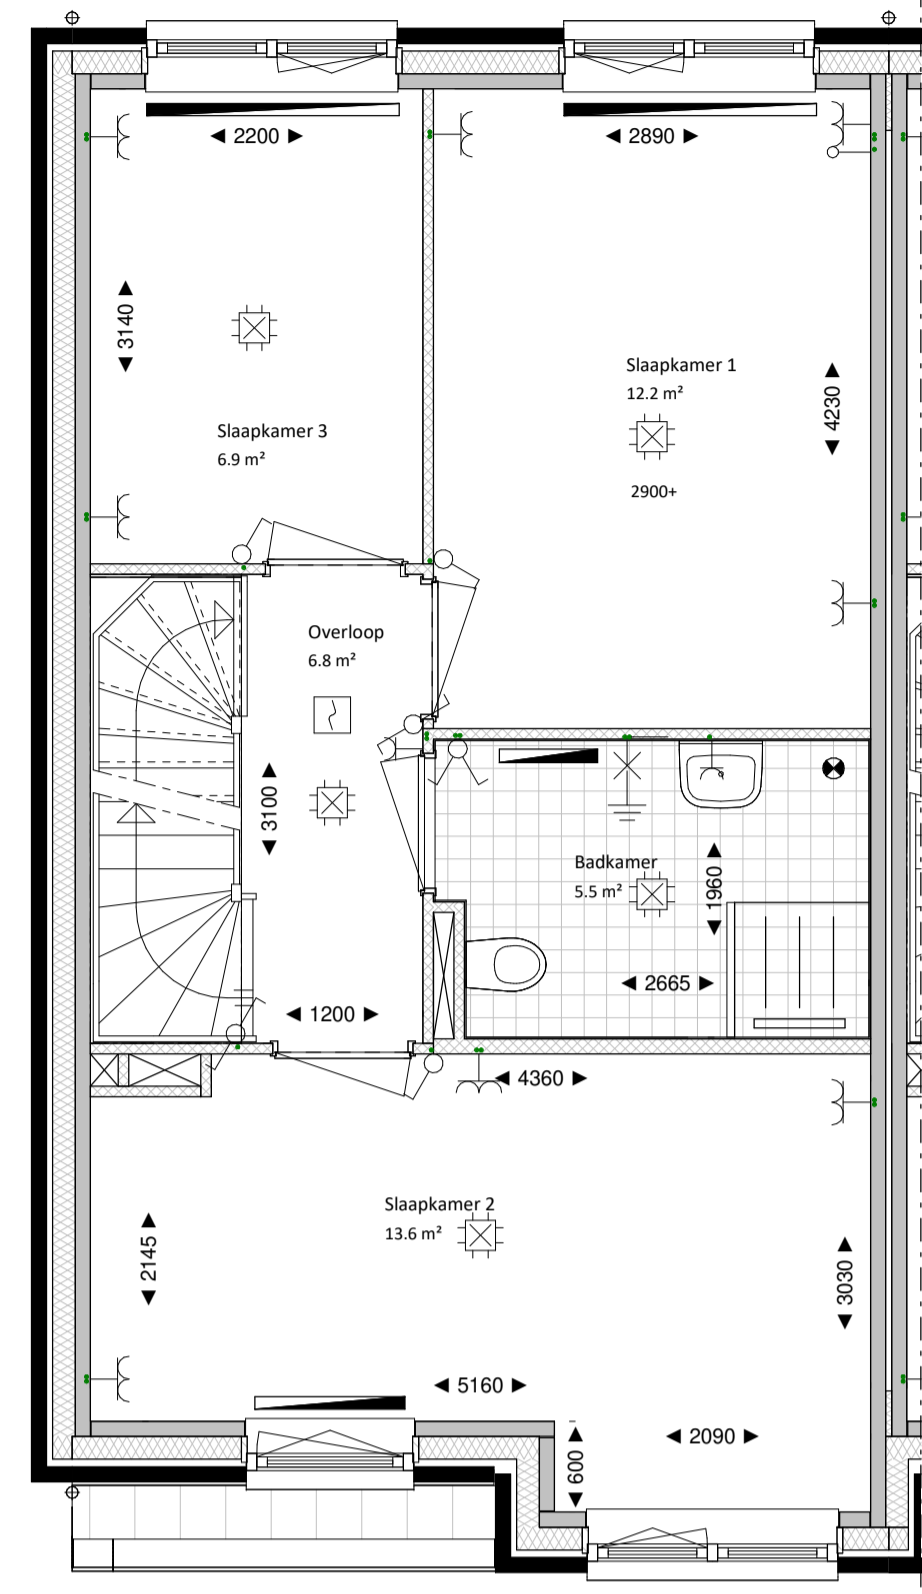 2200
2890
3140
Slaapkamer 1
12.2 m²
4230
Slaapkamer 3
6.9 m²
2900+
Overloop
6.8 m²
3100
Badkamer
5.5 m²
1960
2665
1200
4360
Slaapkamer 2
13.6 m²
2145
3030
5160
2090
600